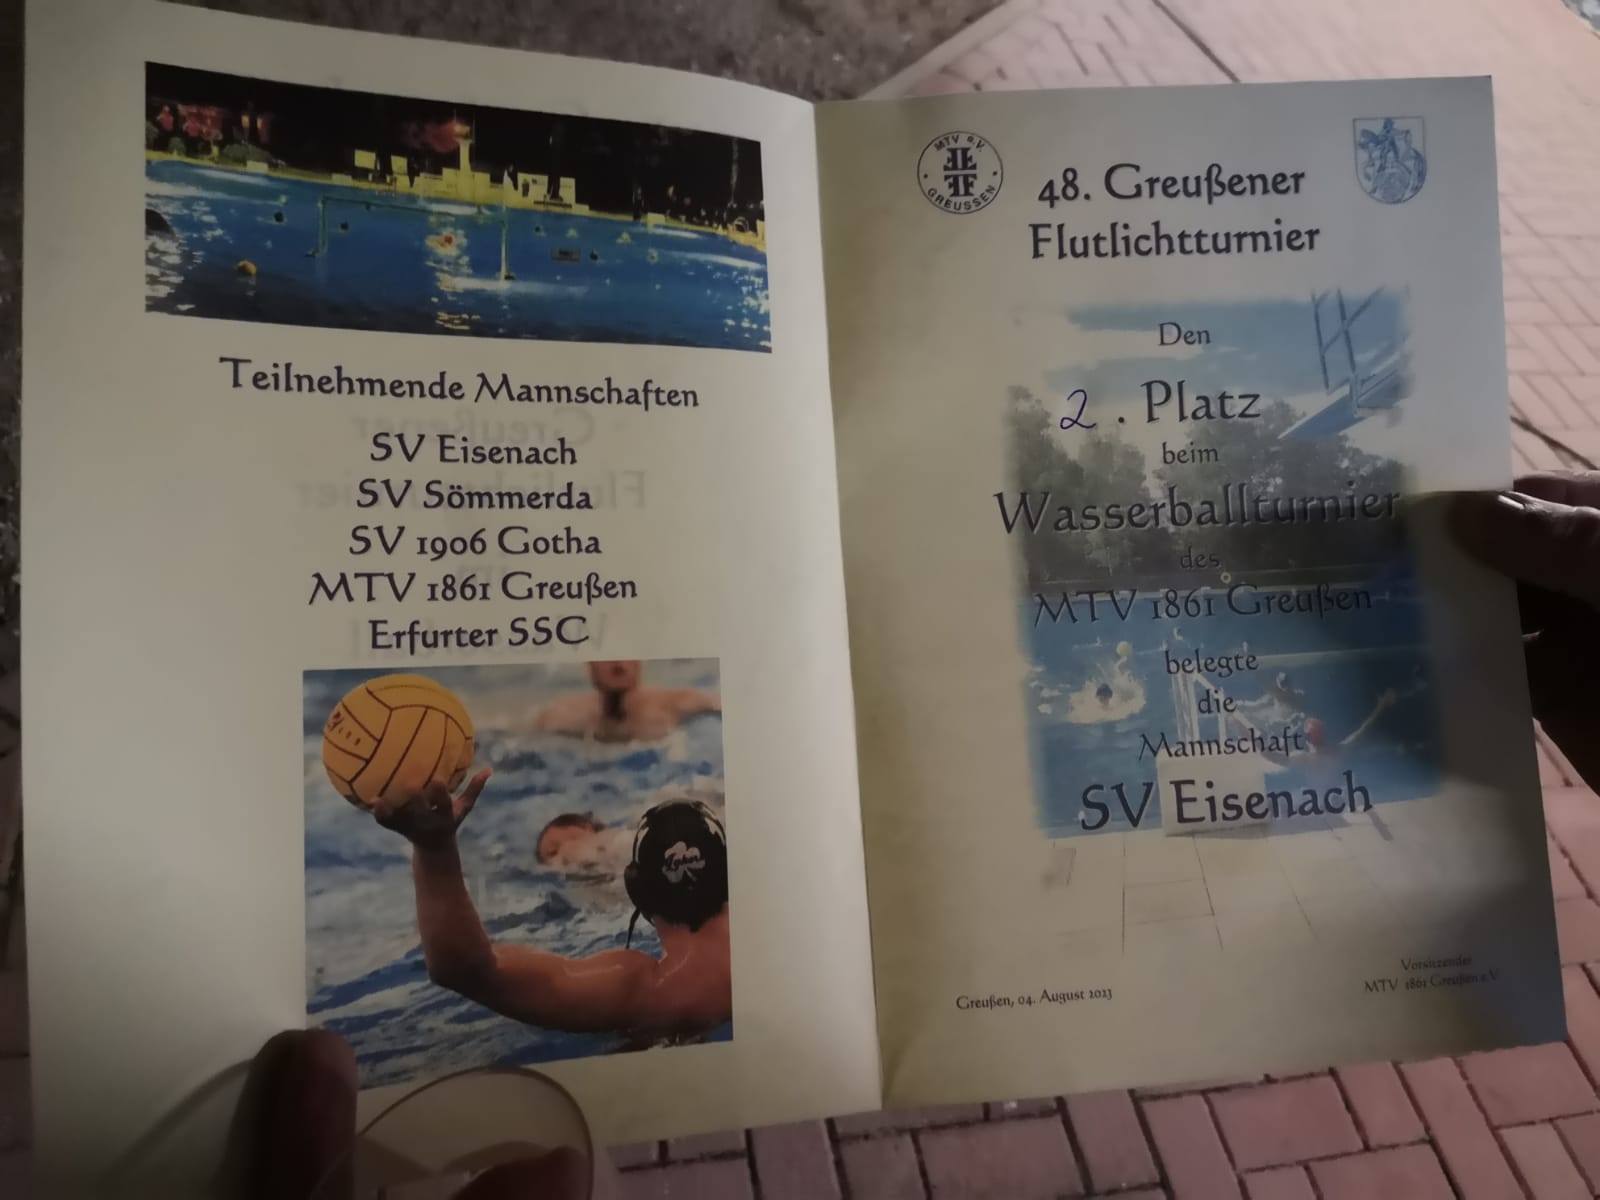 Teilnehmende Mannschaften
SV Eisenach
SV Sömmerda
SV 1906 Gotha
MTV 1861 Greußen
Erfurter SSC
MTV e.V.
GREUSSEN
48. Greußener
Flutlichtturnier
Den
2. Platz
beim
Wasserballturnier
des
MTV 1861 Greußen
belegte
die
Mannschaft
SV Eisenach
Greußen, 04. August 2023
Vorsitzender
MTV 1861 Greußen e.V.